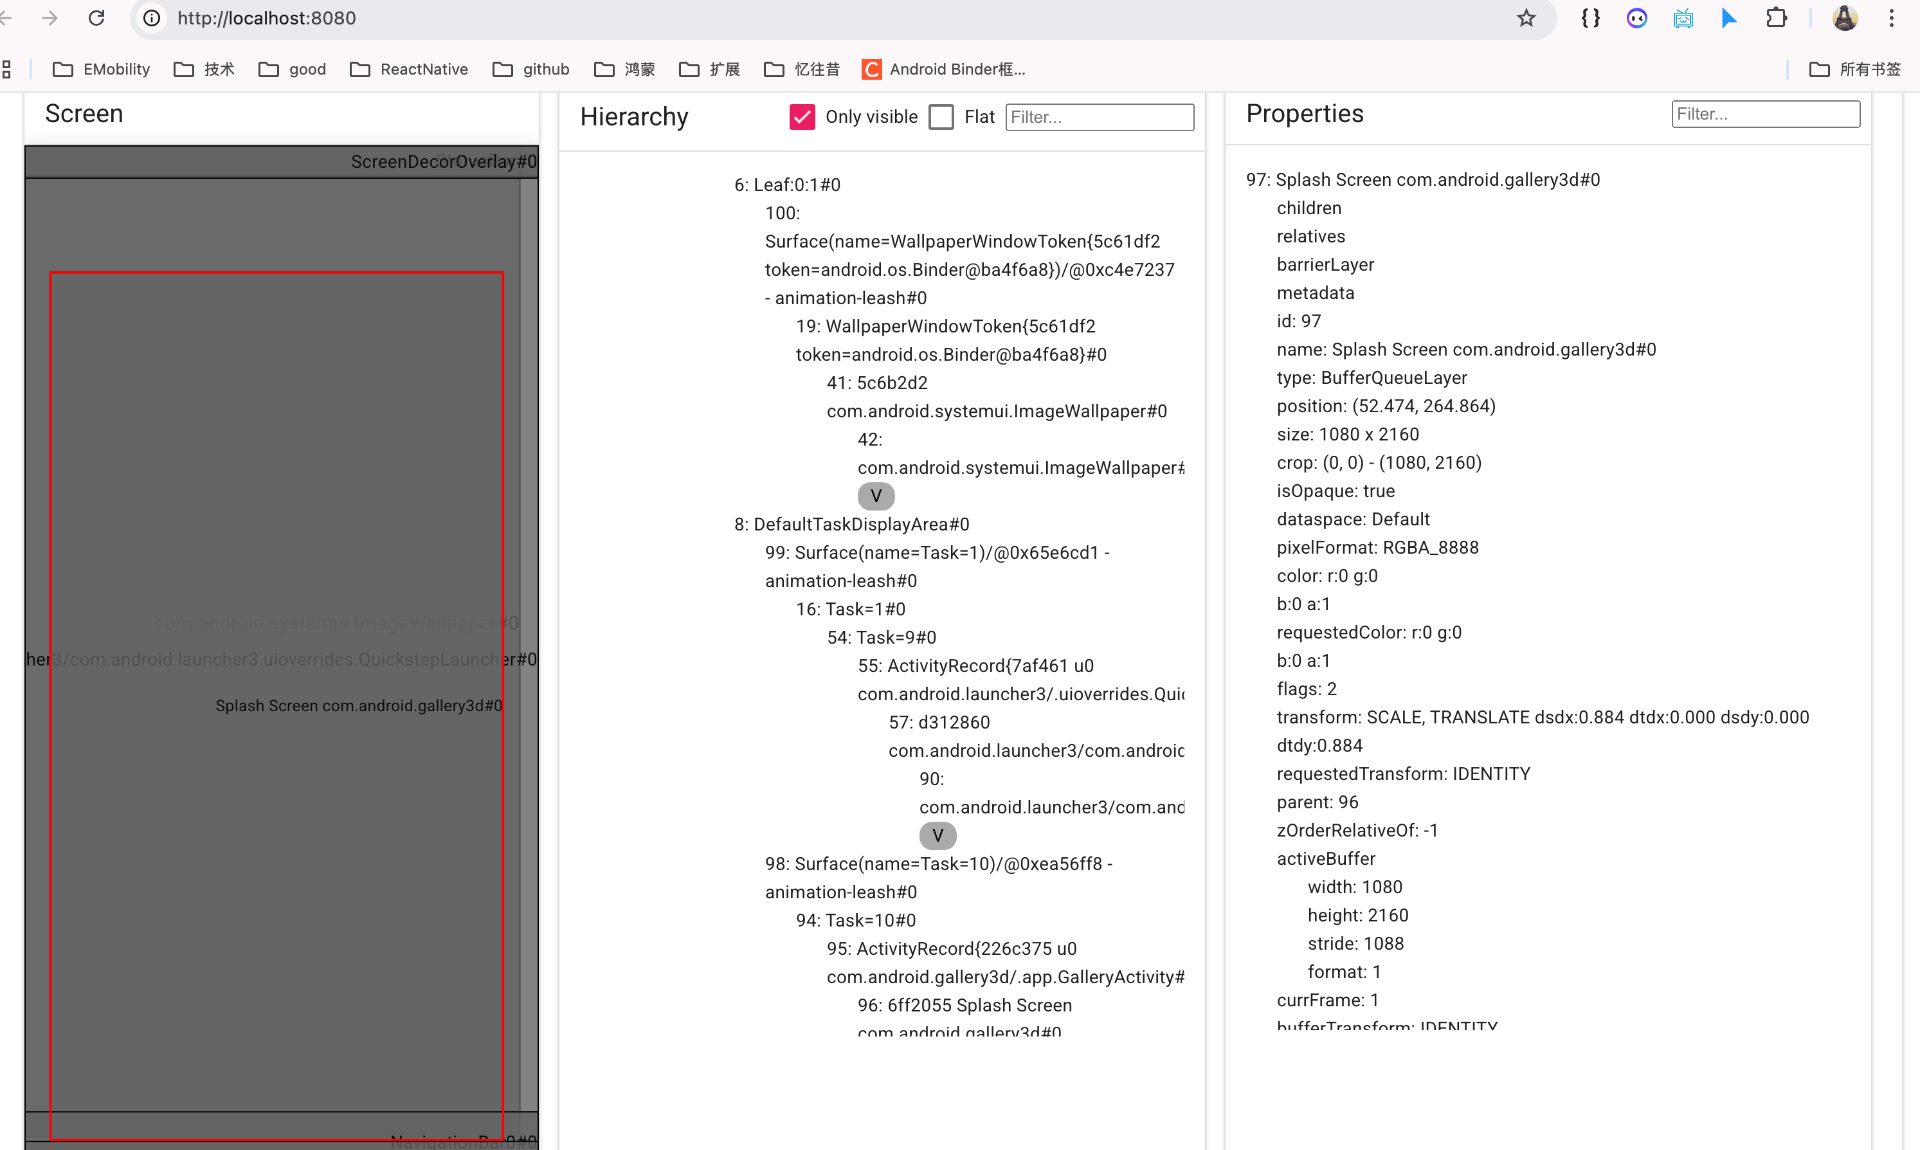 http://localhost:8080
EMobility
技术
good
ReactNative
github
鸿蒙
扩展
忆往昔
C Android Binder框...
所有书签
Screen
ScreenDecorOverlay#0
com.android.systemui.ImageWallpaper#0
her3/com.android.launcher3.uioverrides.QuickstepLauncher#0
Splash Screen com.android.gallery3d#0
NavigationBar0#0
Hierarchy
Only visible
Flat
Filter...
6: Leaf:0:1#0
100:
Surface(name=WallpaperWindowToken{5c61df2
token=android.os.Binder@ba4f6a8})/@0xc4e7237
- animation-leash#0
19: WallpaperWindowToken{5c61df2
token=android.os.Binder@ba4f6a8}#0
41: 5c6b2d2
com.android.systemui.ImageWallpaper#0
42:
com.android.systemui.ImageWallpaper#
V
8: DefaultTaskDisplayArea#0
99: Surface(name=Task=1)/@0x65e6cd1 -
animation-leash#0
16: Task=1#0
54: Task=9#0
55: ActivityRecord{7af461 u0
com.android.launcher3/.uioverrides.Quic
57: d312860
com.android.launcher3/com.android
90:
com.android.launcher3/com.and
V
98: Surface(name=Task=10)/@0xea56ff8 -
animation-leash#0
94: Task=10#0
95: ActivityRecord{226c375 u0
com.android.gallery3d/.app.GalleryActivity#
96: 6ff2055 Splash Screen
com.android.gallery3d#0
Properties
Filter...
97: Splash Screen com.android.gallery3d#0
children
relatives
barrierLayer
metadata
id: 97
name: Splash Screen com.android.gallery3d#0
type: BufferQueueLayer
position: (52.474, 264.864)
size: 1080 x 2160
crop: (0, 0) - (1080, 2160)
isOpaque: true
dataspace: Default
pixelFormat: RGBA_8888
color: r:0 g:0
b:0 a:1
requestedColor: r:0 g:0
b:0 a:1
flags: 2
transform: SCALE, TRANSLATE dsdx:0.884 dtdx:0.000 dsdy:0.000
dtdy:0.884
requestedTransform: IDENTITY
parent: 96
zOrderRelativeOf: -1
activeBuffer
width: 1080
height: 2160
stride: 1088
format: 1
currFrame: 1
bufferTransform: IDENTITY